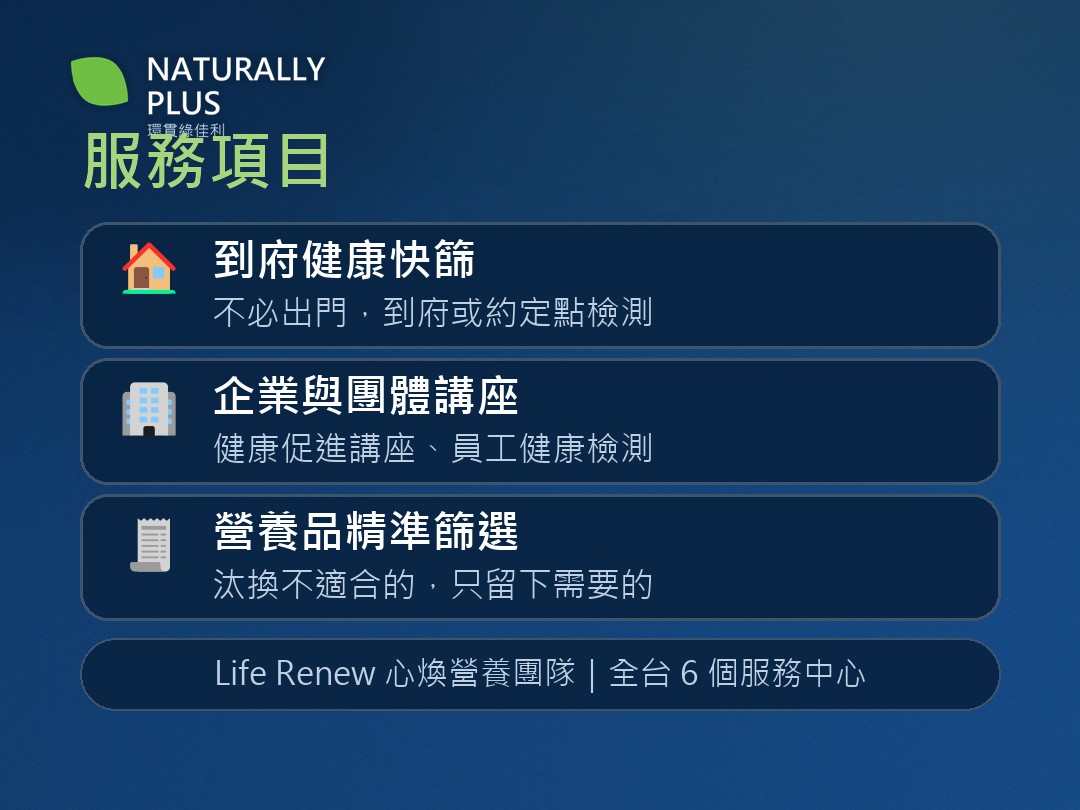 NATURALLY
PLUS
環貫綠佳利
服務項目
到府健康快篩
不必出門，到府或約定點檢測
企業與團體講座
健康促進講座、員工健康檢測
營養品精準篩選
汰換不適合的，只留下需要的
Life Renew 心煥營養團隊｜全台 6 個服務中心